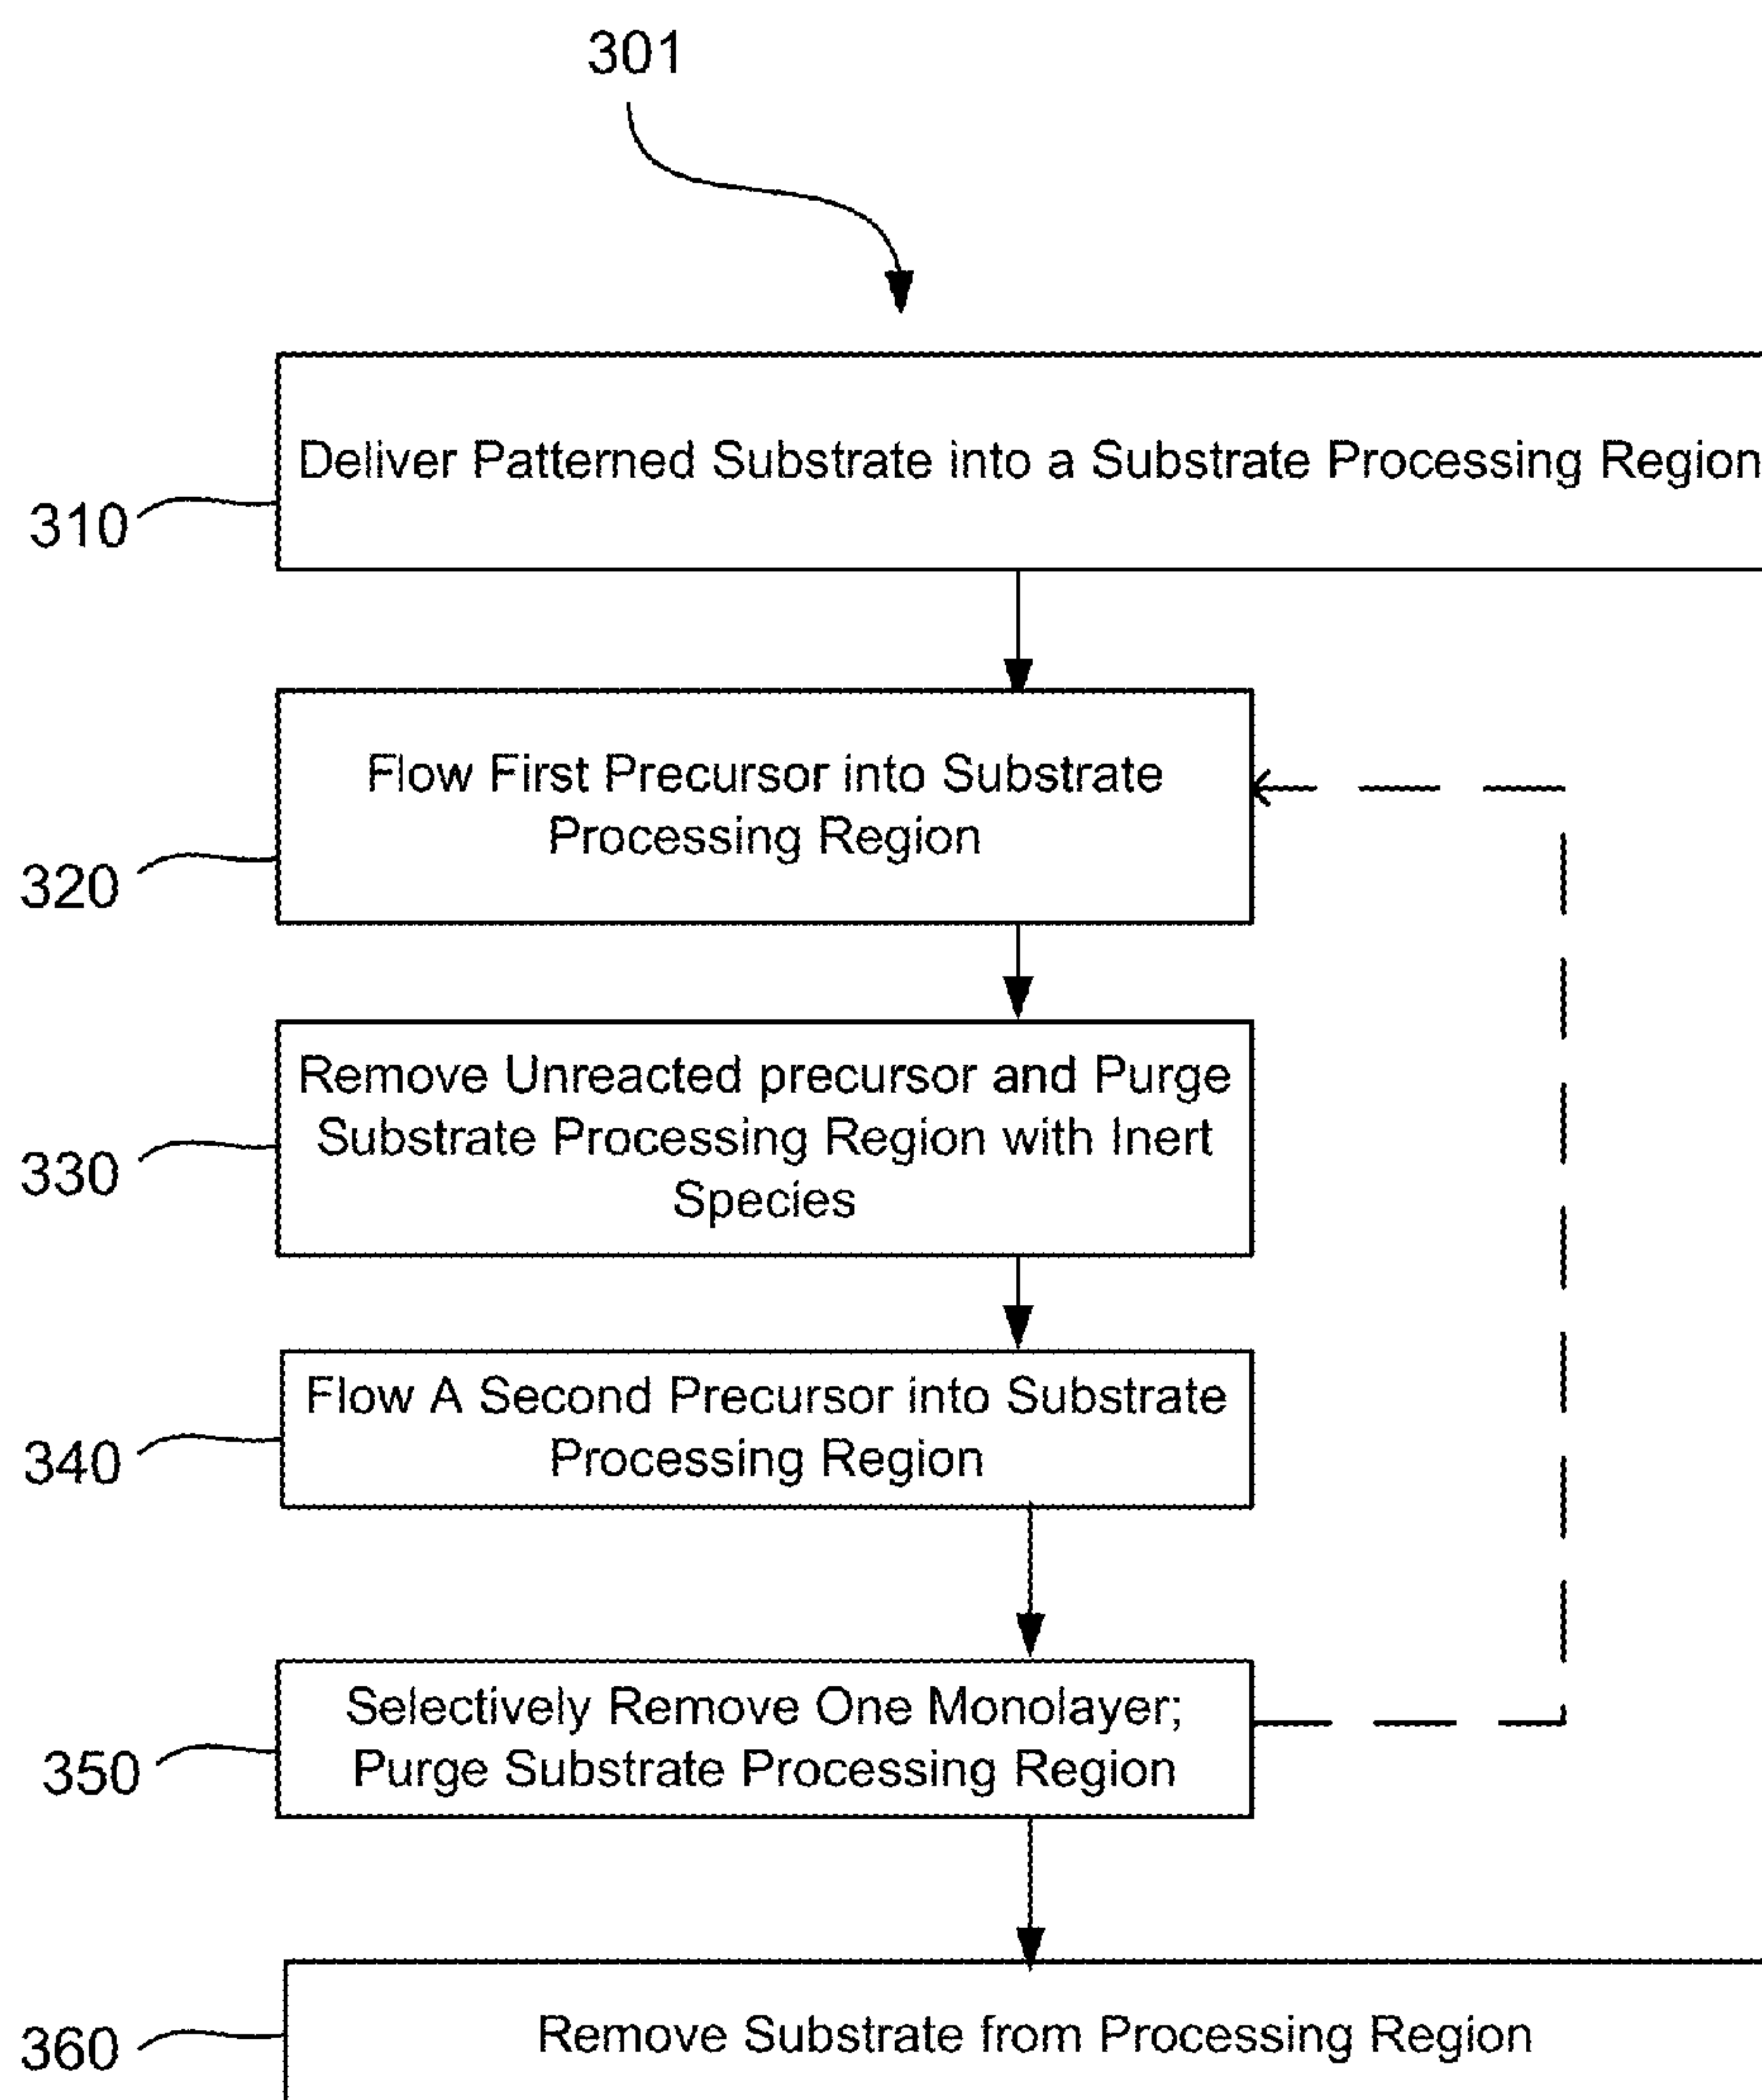 301
Deliver Patterned Substrate into a Substrate Processing Region
310
Flow First Precursor into Substrate
Processing Region
320
Remove Unreacted precursor and Purge
Substrate Processing Region with Inert
Species
330
Flow A Second Precursor into Substrate
Processing Region
340
Selectively Remove One Monolayer;
Purge Substrate Processing Region
350
Remove Substrate from Processing Region
360